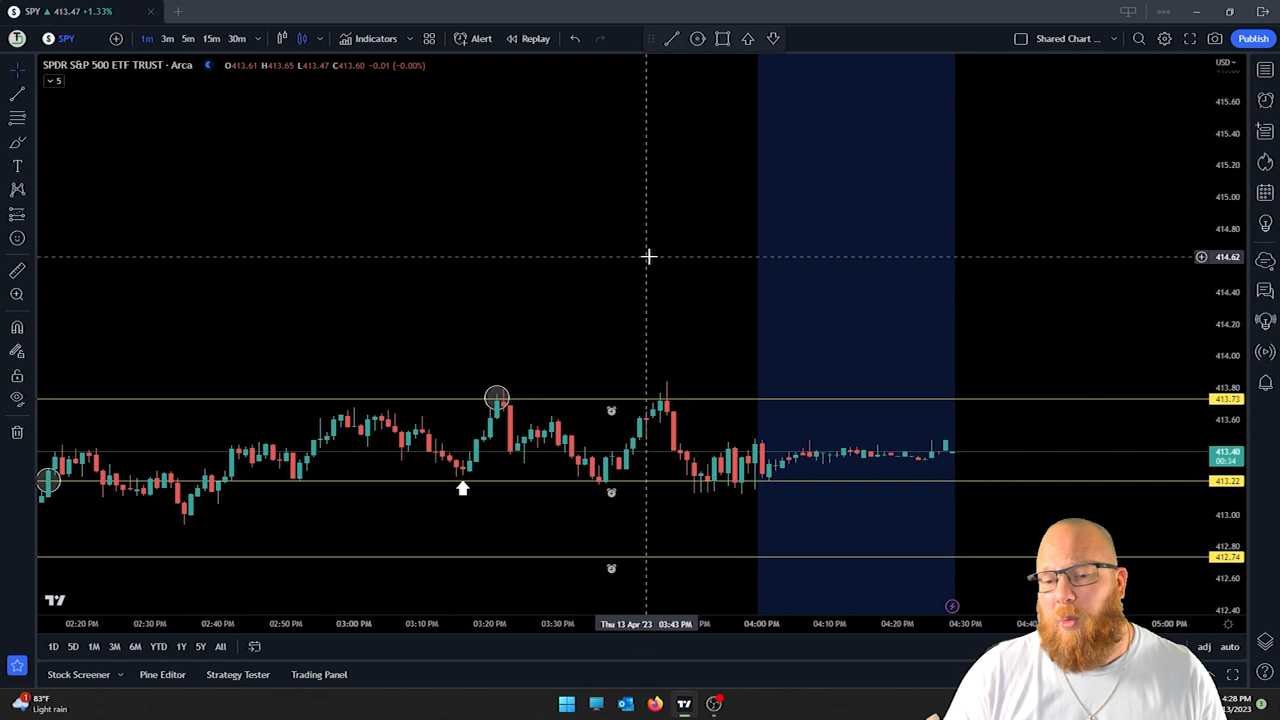 SPY 413.47 +1.33%
SPY 1m 3m 5m 15m 30m Indicators Alert Replay Shared Chart ... Publish
SPDR S&P 500 ETF TRUST · Arca O413.61 H413.65 L413.47 C413.60 -0.01 (-0.00%)
USD
5
415.60
415.40
415.20
415.00
414.80
414.62
414.40
414.20
414.00
413.80
413.73
413.60
413.40
00:34
413.22
413.00
412.80
412.74
412.60
412.40
02:20 PM 02:30 PM 02:40 PM 02:50 PM 03:00 PM 03:10 PM 03:20 PM 03:30 PM Thu 13 Apr '23 03:43 PM PM 04:00 PM 04:10 PM 04:20 PM 04:30 PM 04:40 05:00 PM
1D 5D 1M 3M 6M YTD 1Y 5Y All adj auto
Stock Screener Pine Editor Strategy Tester Trading Panel
1 83°F
Light rain
4:28 PM
13/2023
3